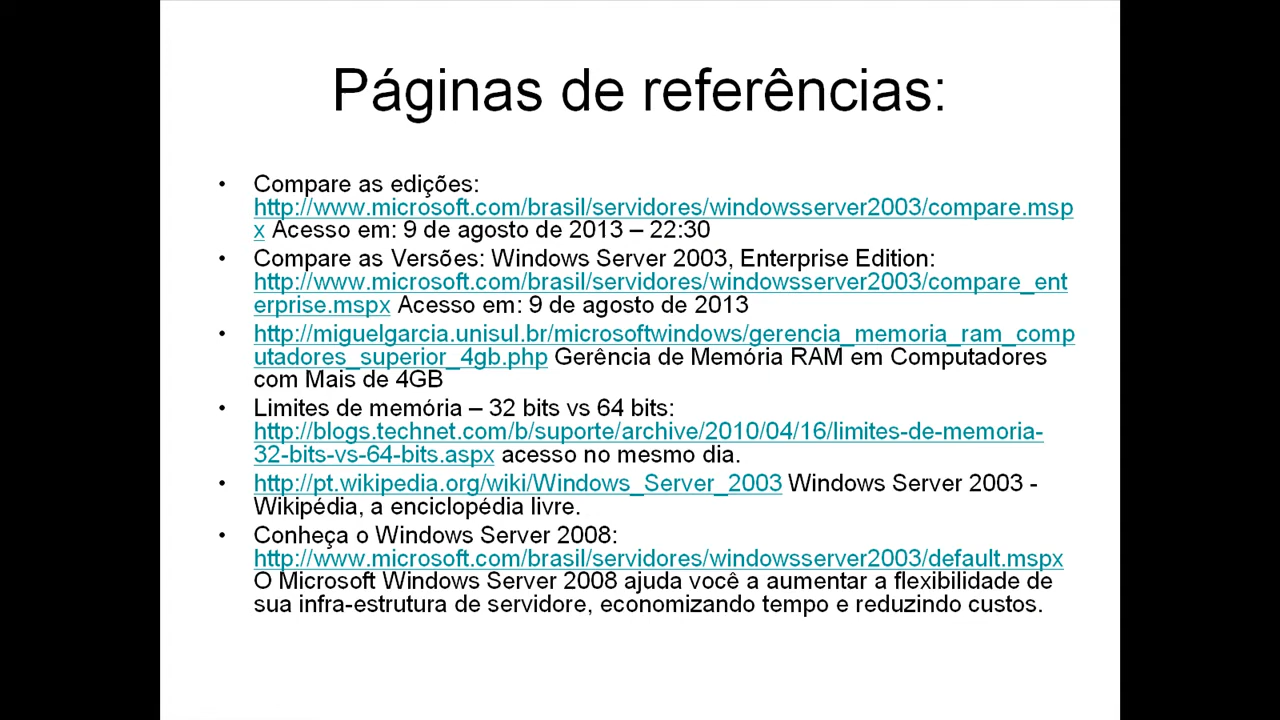 Páginas de referências:
• Compare as edições:
http://www.microsoft.com/brasil/servidores/windowsserver2003/compare.msp
x Acesso em: 9 de agosto de 2013 – 22:30
• Compare as Versões: Windows Server 2003, Enterprise Edition:
http://www.microsoft.com/brasil/servidores/windowsserver2003/compare_ent
erprise.mspx Acesso em: 9 de agosto de 2013
• http://miguelgarcia.unisul.br/microsoftwindows/gerencia_memoria_ram_comp
utadores_superior_4gb.php Gerência de Memória RAM em Computadores
com Mais de 4GB
• Limites de memória – 32 bits vs 64 bits:
http://blogs.technet.com/b/suporte/archive/2010/04/16/limites-de-memoria-
32-bits-vs-64-bits.aspx acesso no mesmo dia.
• http://pt.wikipedia.org/wiki/Windows_Server_2003 Windows Server 2003 -
Wikipédia, a enciclopédia livre.
• Conheça o Windows Server 2008:
http://www.microsoft.com/brasil/servidores/windowsserver2003/default.mspx
O Microsoft Windows Server 2008 ajuda você a aumentar a flexibilidade de
sua infra-estrutura de servidore, economizando tempo e reduzindo custos.